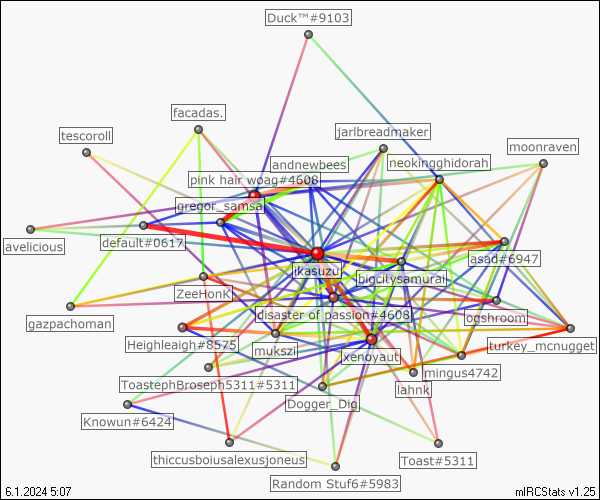 Duck™#9103
facadas.
tescoroll
jarlbreadmaker
moonraven
andnewbees
neokingghidorah
pink hair woag#4608
gregor_samsa
default#0617
avelicious
ikasuzu
bigcitysamurai
asad#6947
ZeeHonK
gazpachoman
disaster of passion#4608
ogshroom
Heighleaigh#8575
mukszi
xenoyaut
turkey_mcnugget
mingus4742
ToastephBroseph5311#5311
lahnk
Dogger_Dig
Knowun#6424
thiccusboiusalexusjoneus
Toast#5311
Random Stuf6#5983
6.1.2024 5:07
mIRCStats v1.25